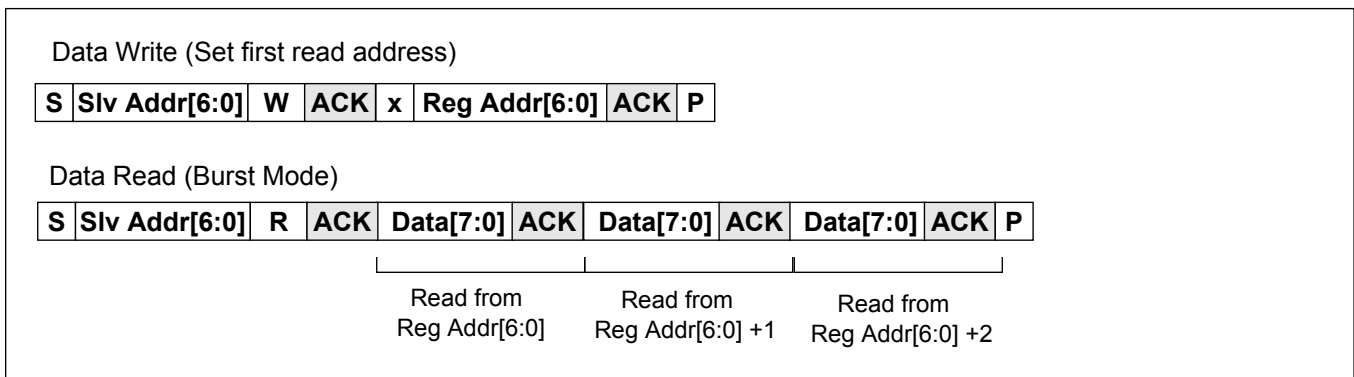 Data Write (Set first read address)
S Slv Addr[6:0] W ACK x Reg Addr[6:0] ACK P
Data Read (Burst Mode)
S Slv Addr[6:0] R ACK Data[7:0] ACK Data[7:0] ACK Data[7:0] ACK P
Read from Read from Read from
Reg Addr[6:0] Reg Addr[6:0] +1 Reg Addr[6:0] +2